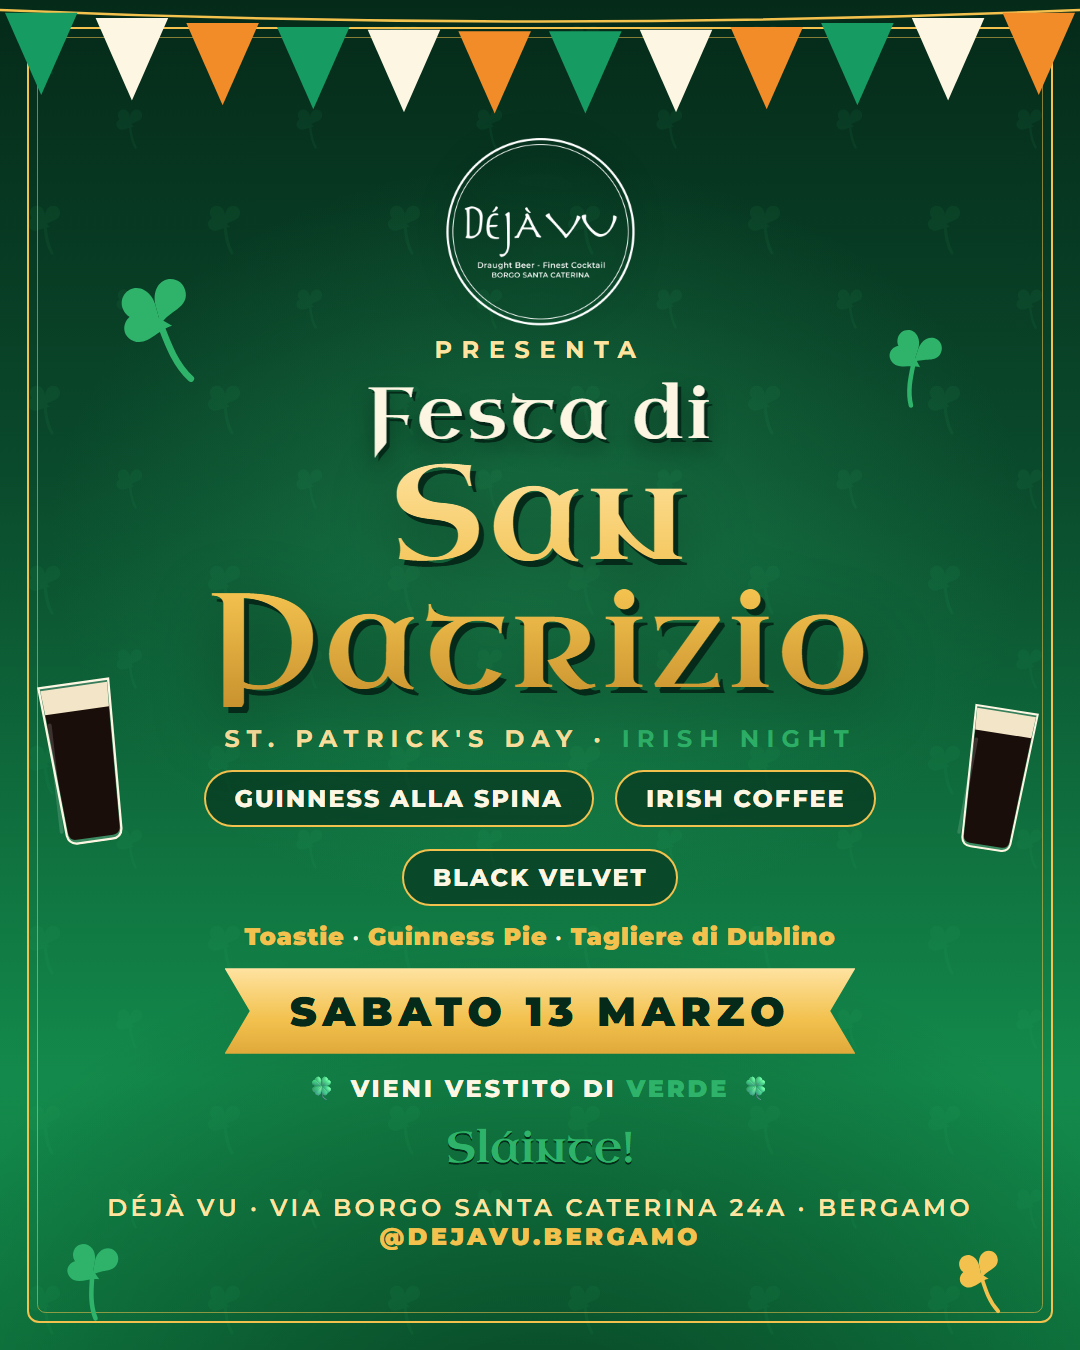 DÉJÀ VU
Draught Beer - Finest Cocktail
BORGO SANTA CATERINA
PRESENTA
Festa di
San
Patrizio
ST. PATRICK'S DAY · IRISH NIGHT
GUINNESS ALLA SPINA
IRISH COFFEE
BLACK VELVET
Toastie · Guinness Pie · Tagliere di Dublino
SABATO 13 MARZO
🍀 VIENI VESTITO DI VERDE 🍀
Sláinte!
DÉJÀ VU · VIA BORGO SANTA CATERINA 24A · BERGAMO
@DEJAVU.BERGAMO